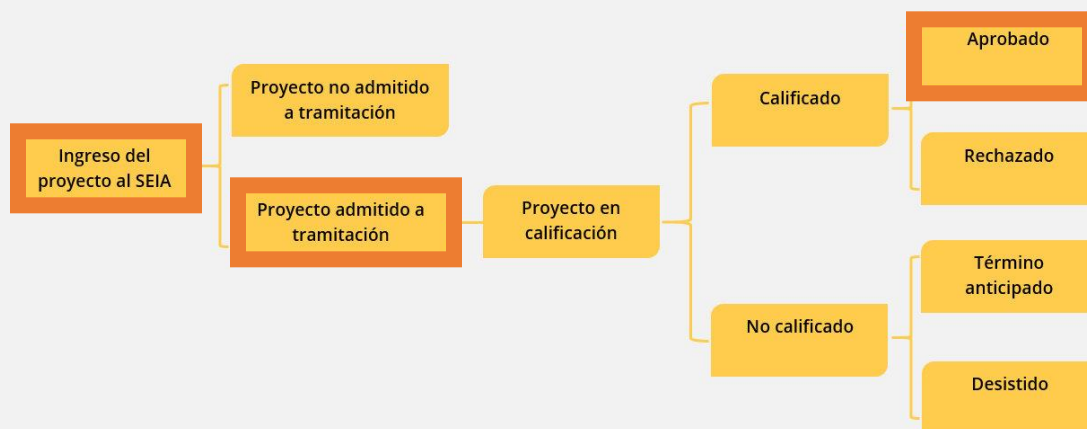 Ingreso del
proyecto al SEIA
Proyecto no admitido
a tramitación
Proyecto admitido a
tramitación
Proyecto en
calificación
Calificado
No calificado
Aprobado
Rechazado
Término
anticipado
Desistido